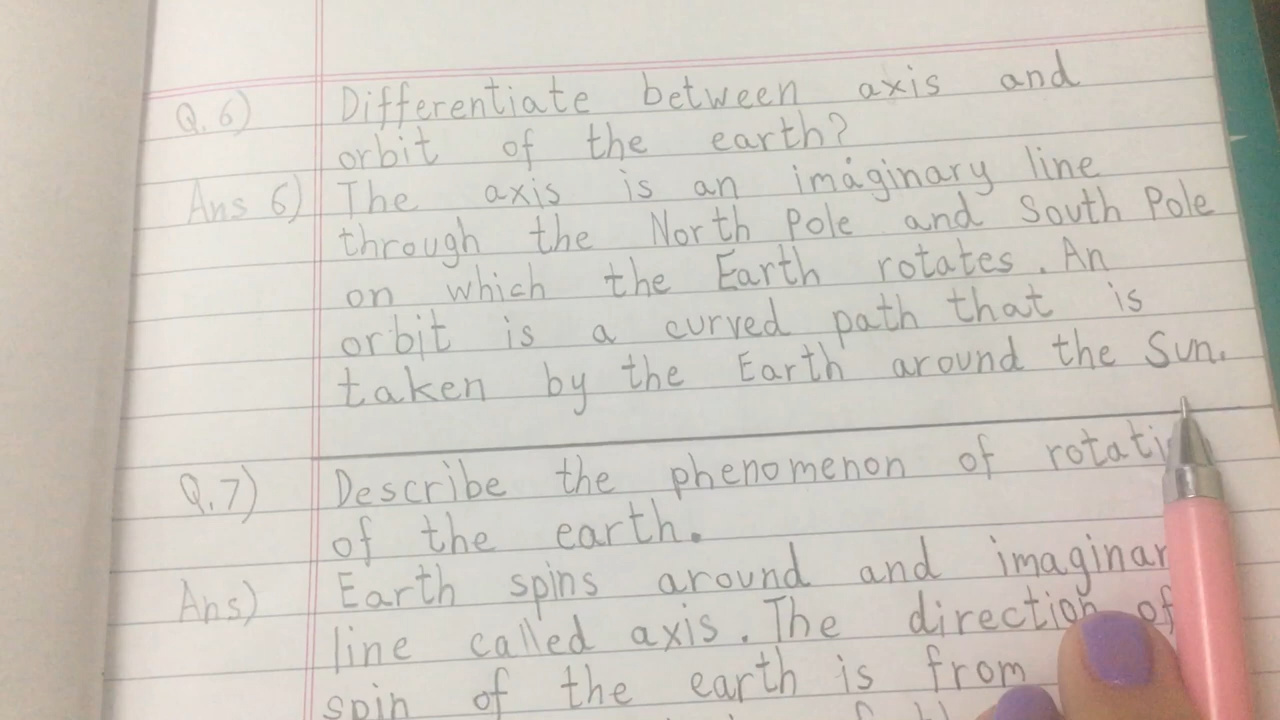 Q.6) Differentiate between axis and
orbit of the earth?
Ans 6) The axis is an imaginary line
through the North Pole and South Pole
on which the Earth rotates. An
orbit is a curved path that is
taken by the Earth around the Sun.
Q.7) Describe the phenomenon of
of the earth.
Ans) Earth spins around and
line called axis. The direction of
spin of the earth is from